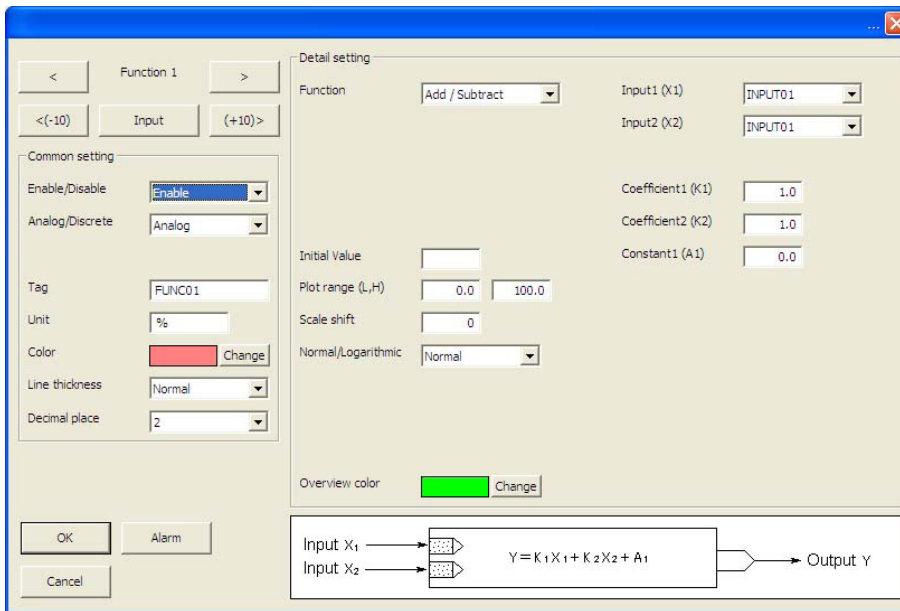 ...
< Function 1 >
<(-10) Input (+10)>
Common setting
Enable/Disable Enable
Analog/Discrete Analog
Tag FUNC01
Unit %
Color Change
Line thickness Normal
Decimal place 2
OK Alarm
Cancel
Detail setting
Function Add / Subtract
Input1 (X1) INPUT01
Input2 (X2) INPUT01
Coefficient1 (K1) 1.0
Coefficient2 (K2) 1.0
Constant1 (A1) 0.0
Initial Value
Plot range (L,H) 0.0 100.0
Scale shift 0
Normal/Logarithmic Normal
Overview color Change
Input X₁
Input X₂
Y=K₁X₁+K₂X₂+A₁
Output Y